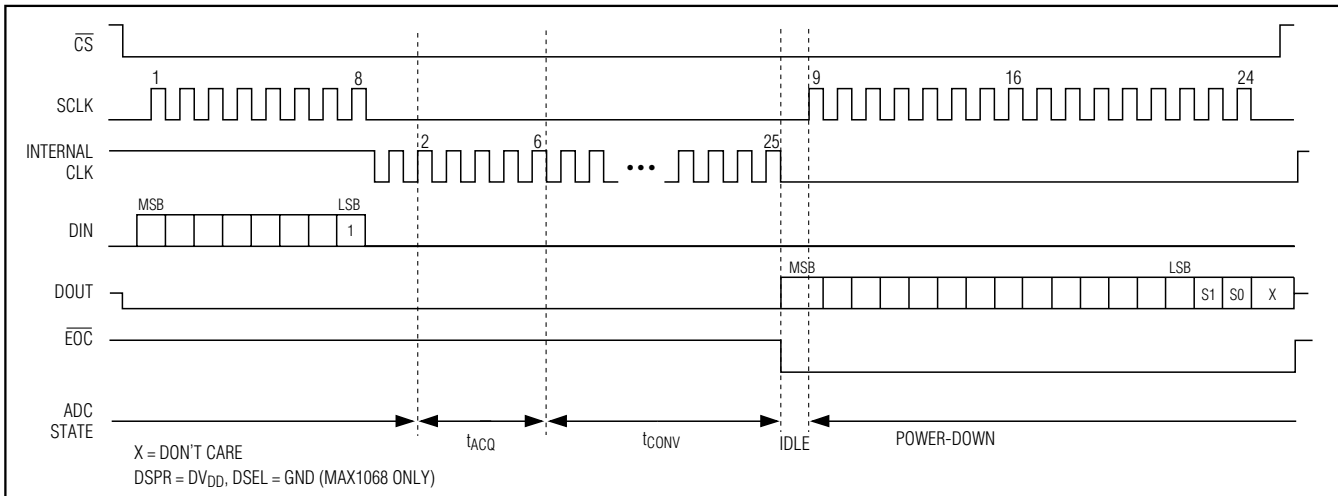 CS
1 8 9 16 24
SCLK
INTERNAL
CLK
2 6 ••• 25
MSB LSB
DIN
1
MSB LSB
DOUT
S1 S0 X
EOC
ADC
STATE
tACQ tCONV IDLE POWER-DOWN
X = DON'T CARE
DSPR = DVDD, DSEL = GND (MAX1068 ONLY)